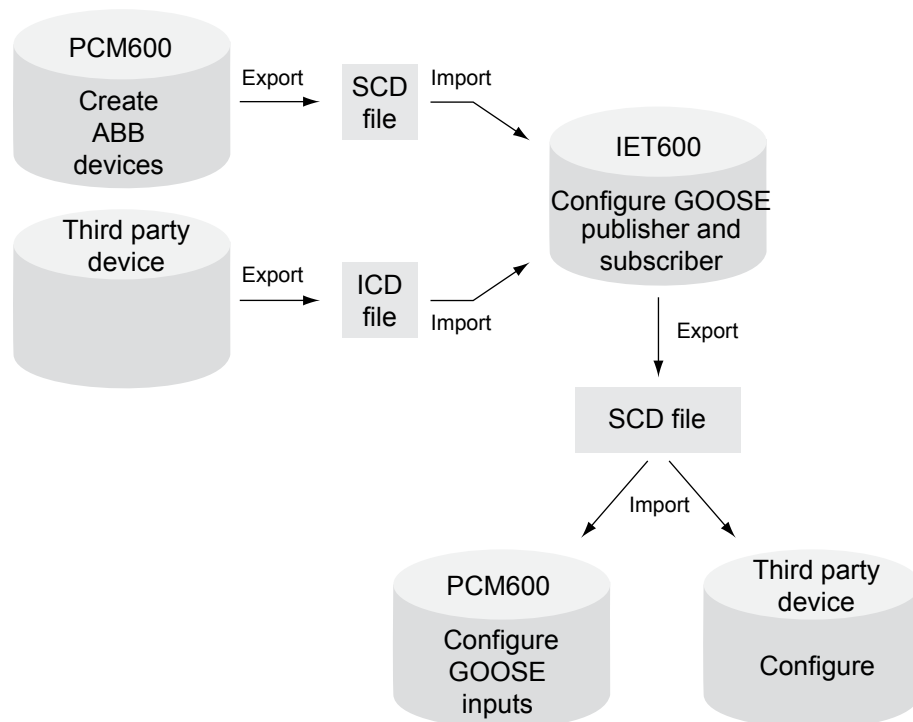 PCM600
Create
ABB
devices
Export
SCD
file
Import
Third party
device
Export
ICD
file
Import
IET600
Configure GOOSE
publisher and
subscriber
Export
SCD file
Import
PCM600
Configure
GOOSE
inputs
Third party
device
Configure